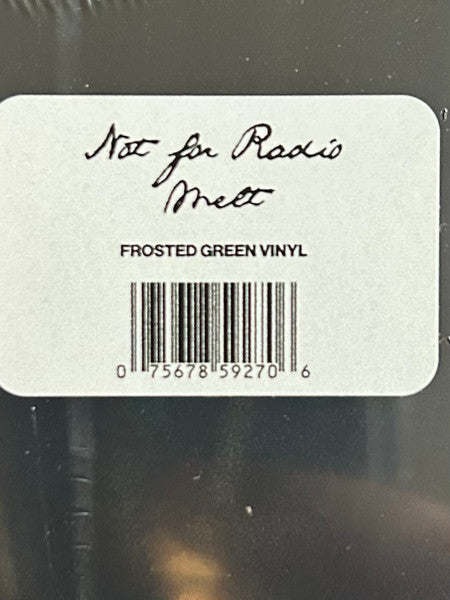 Not for Radio
Melt
FROSTED GREEN VINYL
0 75678 59270 6